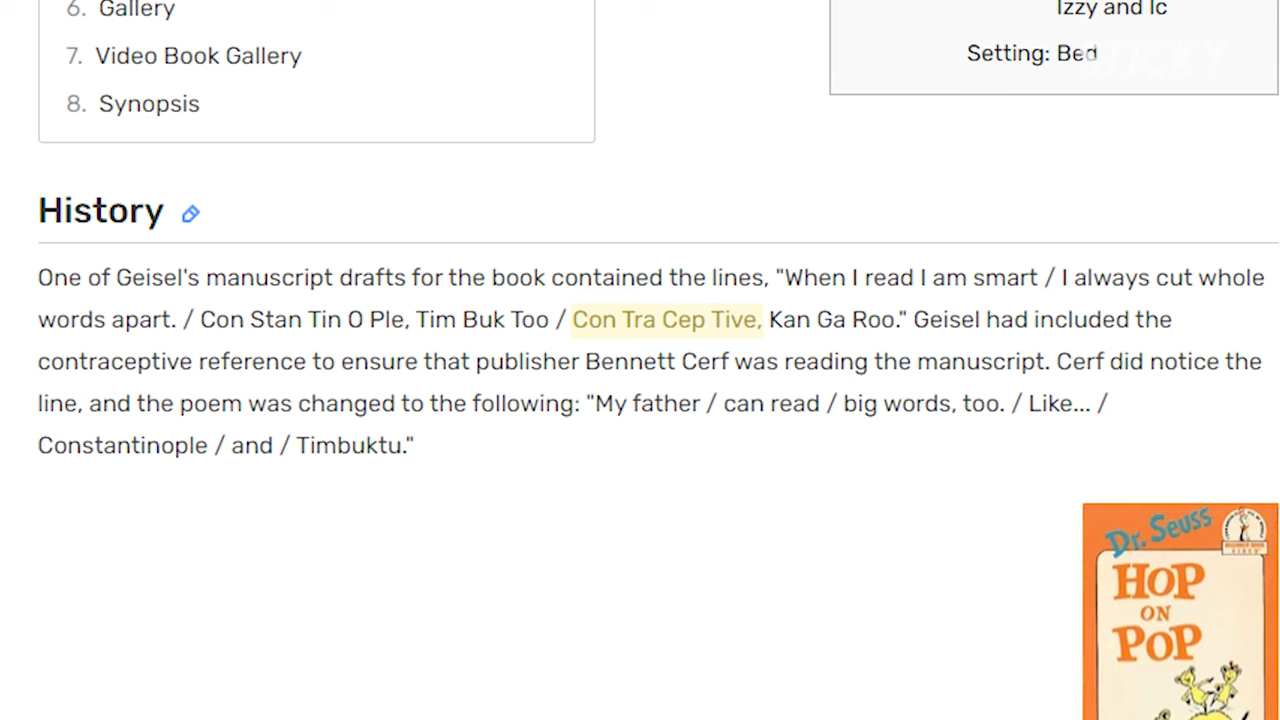 6. Gallery
7. Video Book Gallery
8. Synopsis
Izzy and Ic
Setting: Bed
STICKY
History
One of Geisel's manuscript drafts for the book contained the lines, "When I read I am smart / I always cut whole
words apart. / Con Stan Tin O Ple, Tim Buk Too / Con Tra Cep Tive, Kan Ga Roo." Geisel had included the
contraceptive reference to ensure that publisher Bennett Cerf was reading the manuscript. Cerf did notice the
line, and the poem was changed to the following: "My father / can read / big words, too. / Like... /
Constantinople / and / Timbuktu."
Dr. Seuss
HOP
ON
POP